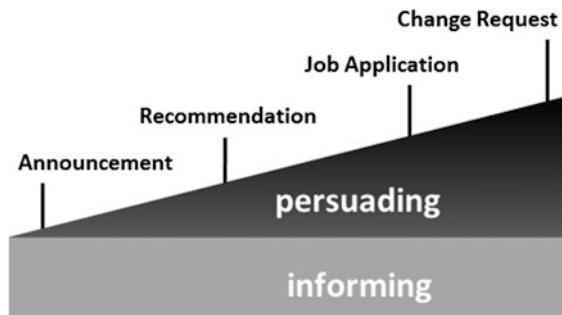 Change Request
Job Application
Recommendation
Announcement
persuading
informing